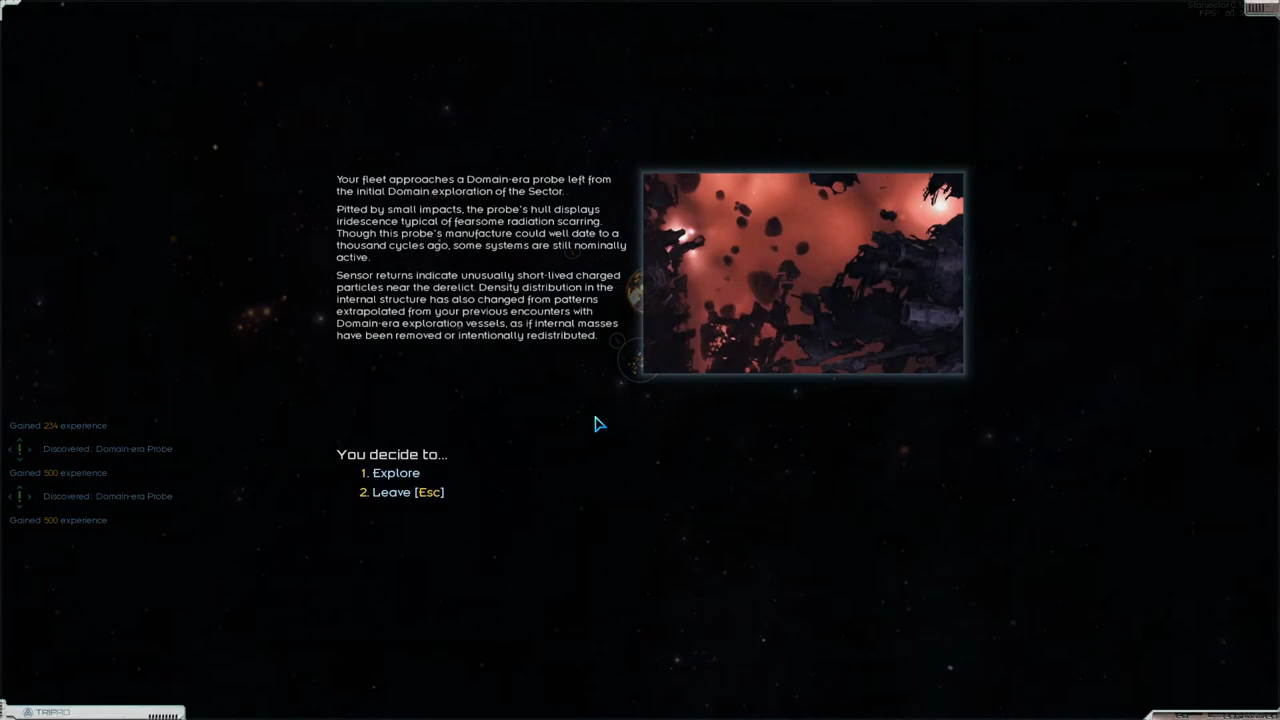 Starsector 0
FPS: 60.
Your fleet approaches a Domain-era probe left from
the initial Domain exploration of the Sector.
Pitted by small impacts, the probe's hull displays
iridescence typical of fearsome radiation scarring.
Though this probe's manufacture could well date to a
thousand cycles ago, some systems are still nominally
active.
Sensor returns indicate unusually short-lived charged
particles near the derelict. Density distribution in the
internal structure has also changed from patterns
extrapolated from your previous encounters with
Domain-era exploration vessels, as if internal masses
have been removed or intentionally redistributed.
Gained 234 experience
Discovered: Domain-era Probe
Gained 500 experience
Discovered: Domain-era Probe
Gained 500 experience
You decide to...
1. Explore
2. Leave [Esc]
TRIPAD